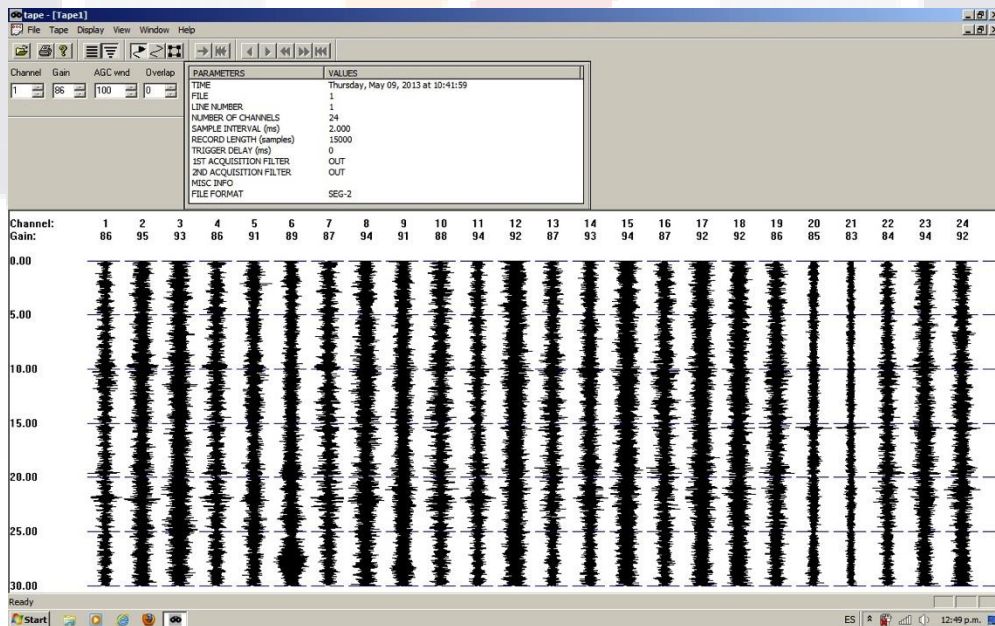 tape - [Tape1]
File Tape Display View Window Help
Channel Gain AGC wnd Overlap
1 86 100 0
PARAMETERS VALUES
TIME Thursday, May 09, 2013 at 10:41:59
FILE 1
LINE NUMBER 1
NUMBER OF CHANNELS 24
SAMPLE INTERVAL (ms) 2.000
RECORD LENGTH (samples) 15000
TRIGGER DELAY (ms) 0
1ST ACQUISITION FILTER OUT
2ND ACQUISITION FILTER OUT
MISC INFO
FILE FORMAT SEG-2
Channel: 1 2 3 4 5 6 7 8 9 10 11 12 13 14 15 16 17 18 19 20 21 22 23 24
Gain: 86 95 93 86 91 89 87 94 91 88 94 92 87 93 94 87 92 92 86 85 83 84 94 92
0.00
5.00
10.00
15.00
20.00
25.00
30.00
Ready
Start ES 12:49 p.m.